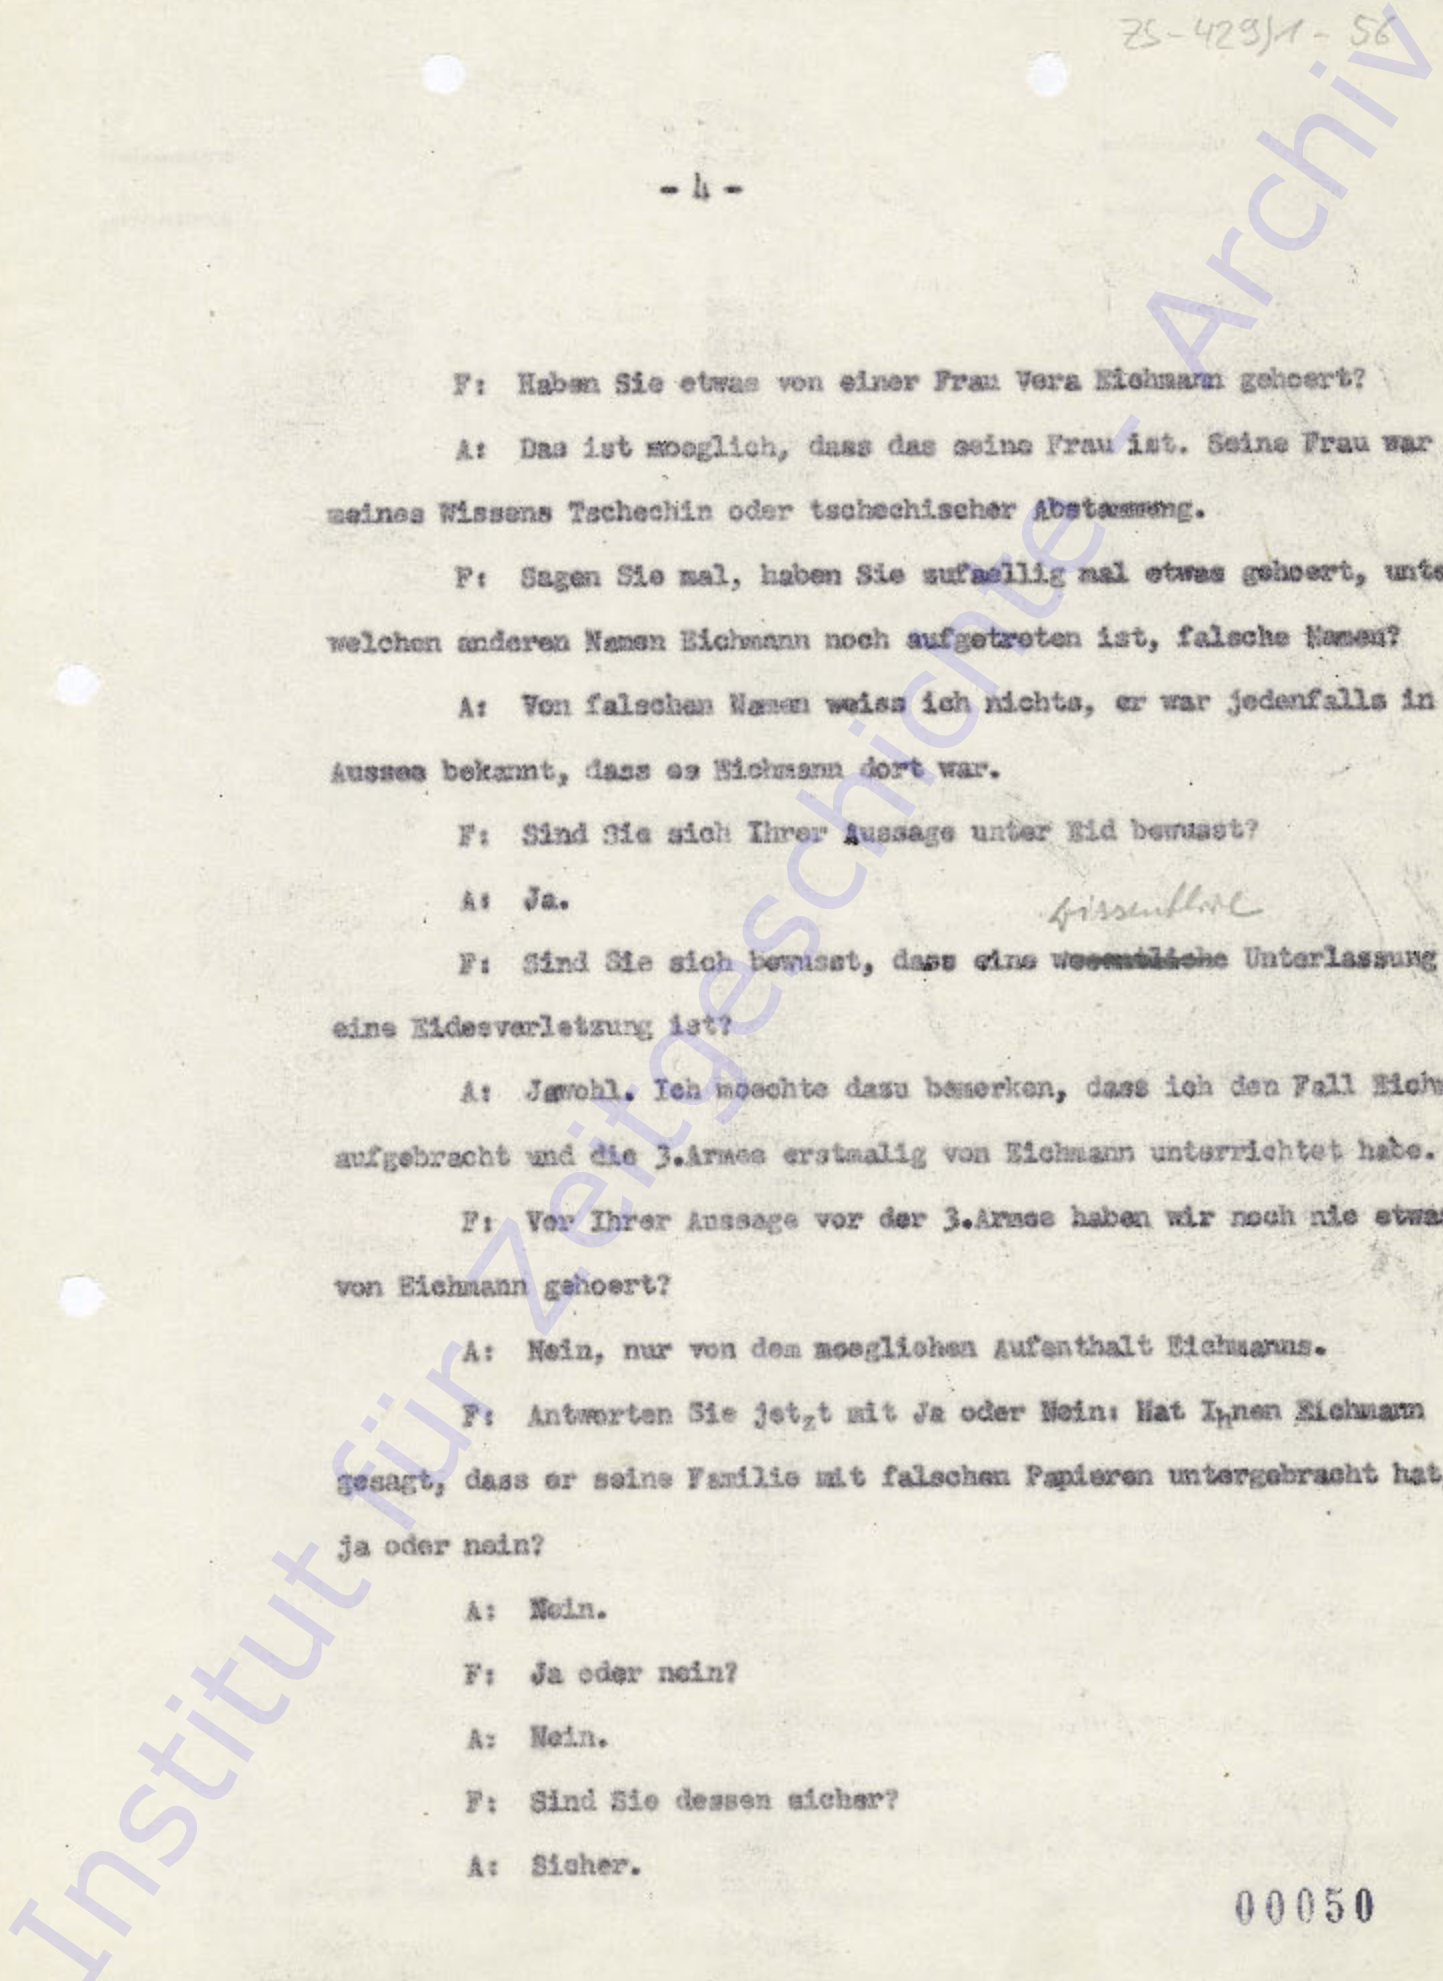 ZS-429/1-56
- 4 -
F: Haben Sie etwas von einer Frau Vera Eichmann gehoert?
A: Das ist moeglich, dass das seine Frau ist. Seine Frau war
meines Wissens Tschechin oder tschechischer Abstammung.
F: Sagen Sie mal, haben Sie zufaellig mal etwas gehoert, unte
welchen anderen Namen Eichmann noch aufgetreten ist, falsche Namen?
A: Von falschen Namen weiss ich nichts, er war jedenfalls in
Aussee bekannt, dass es Eichmann dort war.
F: Sind Sie sich Ihrer Aussage unter Eid bewusst?
A: Ja.
wissentliche
F: Sind Sie sich bewusst, dass eine wesentliche Unterlassung
eine Eidesverletzung ist?
A: Jawohl. Ich moechte dazu bemerken, dass ich den Fall Eichm
aufgebracht und die 3.Armee erstmalig von Eichmann unterrichtet habe.
F: Vor Ihrer Aussage vor der 3.Armee haben wir noch nie etwas
von Eichmann gehoert?
A: Nein, nur von dem moeglichen Aufenthalt Eichmanns.
F: Antworten Sie jetzt mit Ja oder Nein: Hat Ihnen Eichmann
gesagt, dass er seine Familie mit falschen Papieren untergebracht hat
ja oder nein?
A: Nein.
F: Ja oder nein?
A: Nein.
F: Sind Sie dessen sicher?
A: Sicher.
00050
Institut für Zeitgeschichte - Archiv